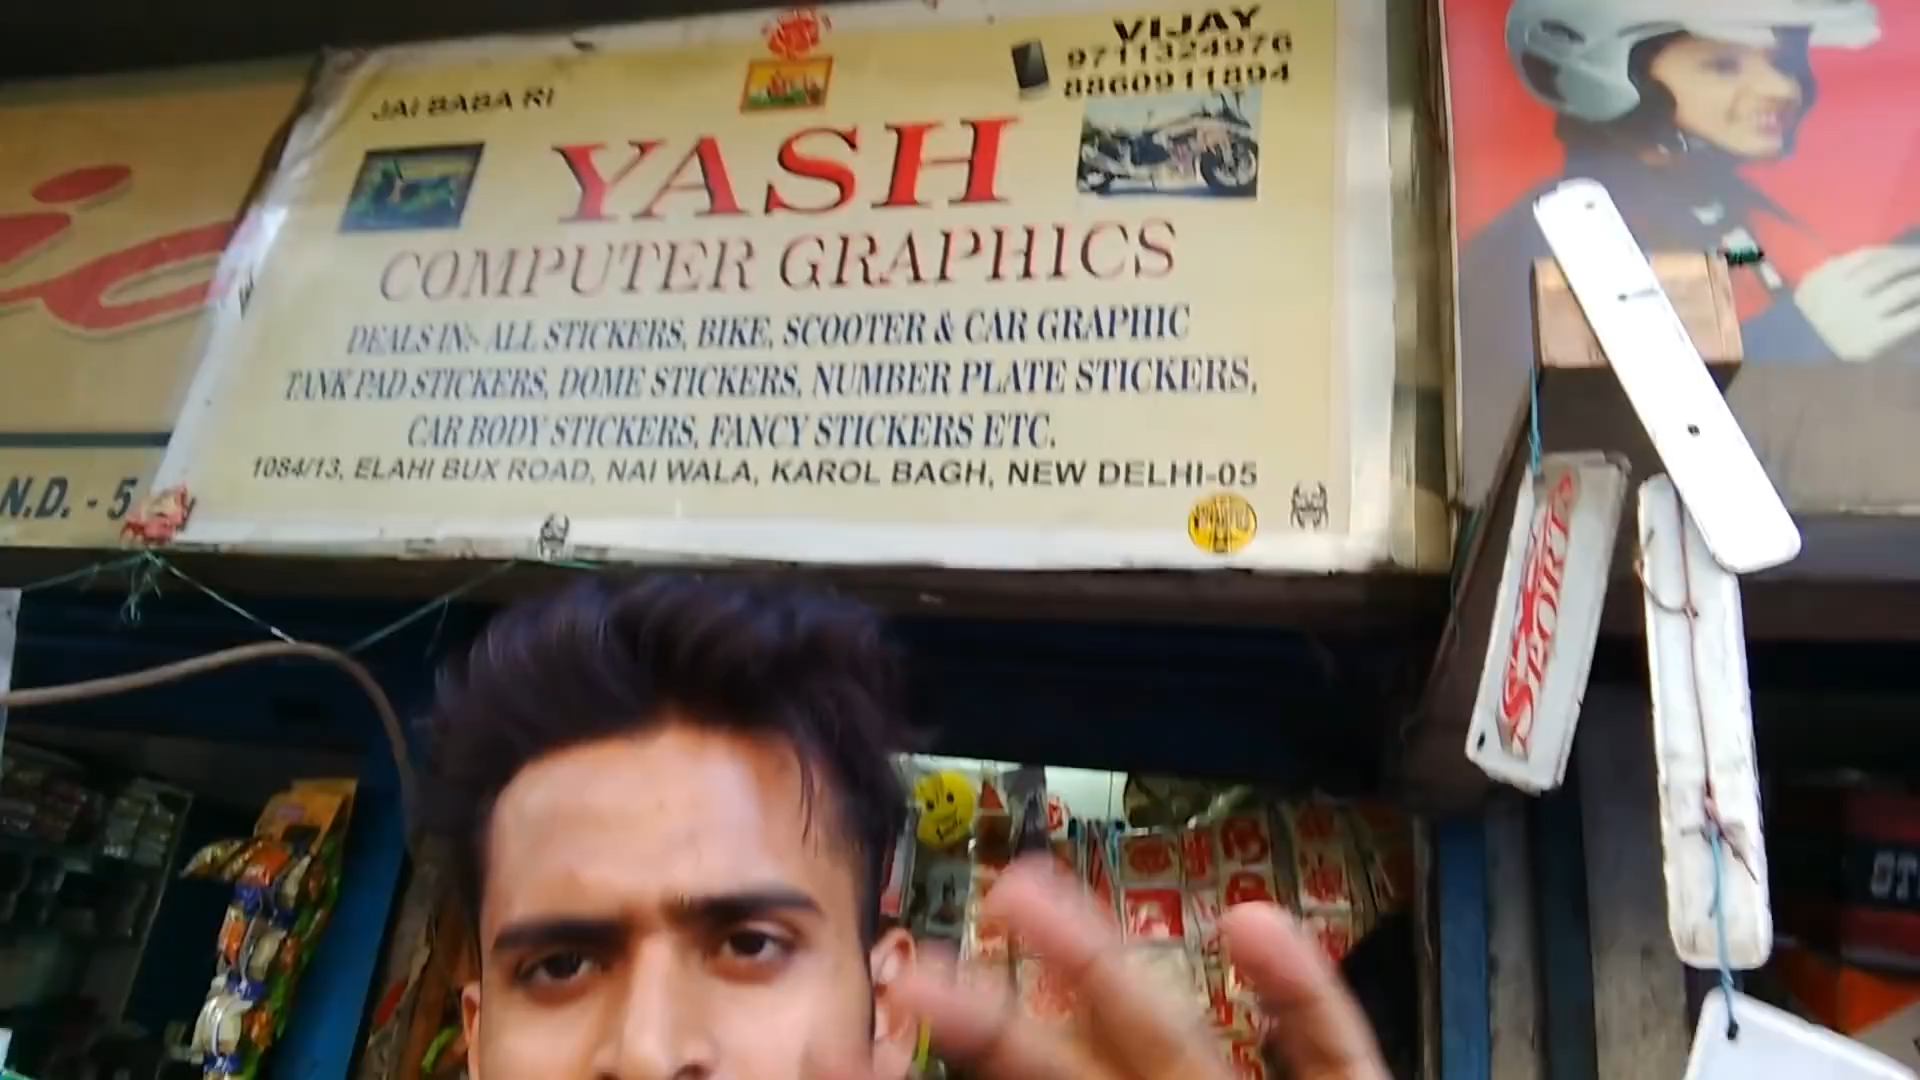 JAI BABA RI
VIJAY
9711324976
8860911894
YASH
COMPUTER GRAPHICS
DEALS IN:- ALL STICKERS, BIKE, SCOOTER & CAR GRAPHIC
TANK PAD STICKERS, DOME STICKERS, NUMBER PLATE STICKERS,
CAR BODY STICKERS, FANCY STICKERS ETC.
1084/13, ELAHI BUX ROAD, NAI WALA, KAROL BAGH, NEW DELHI-05
ic
N.D. - 5
SPORTS